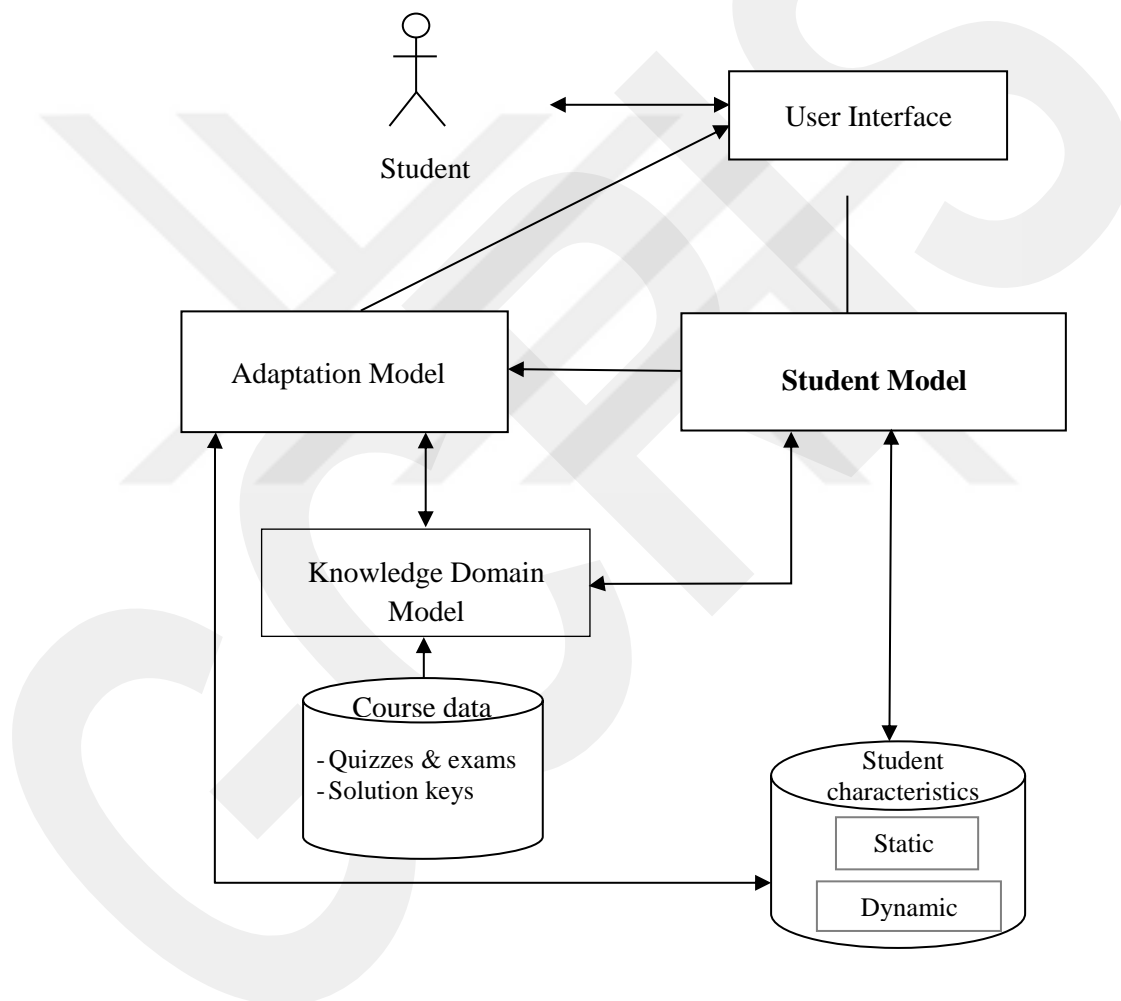 User Interface
Student
Adaptation Model
Student Model
Knowledge Domain
Model
Course data
- Quizzes & exams
- Solution keys
Student
characteristics
Static
Dynamic